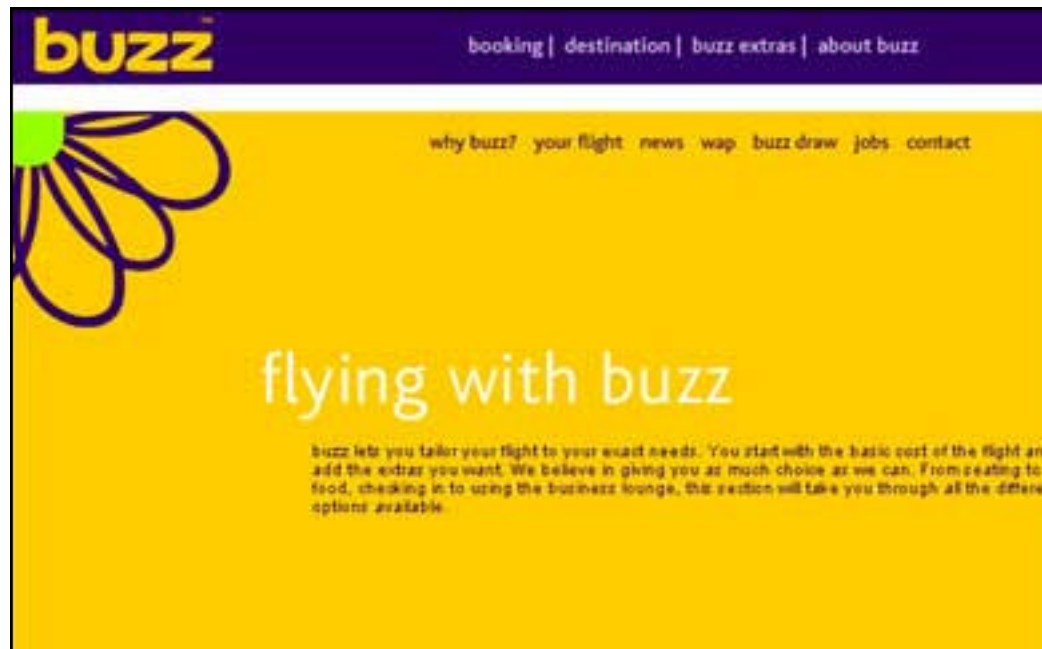 buzz™
booking | destination | buzz extras | about buzz
why buzz? your flight news wap buzz draw jobs contact
flying with buzz
buzz lets you tailor your flight to your exact needs. You start with the basic cost of the flight an
add the extras you want. We believe in giving you as much choice as we can. From seating to
food, checking in to using the business lounge, this section will take you through all the differe
options available.